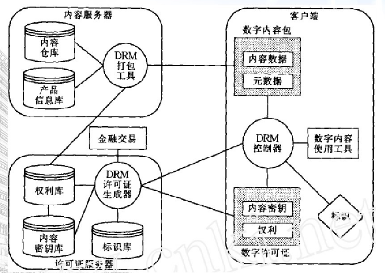 内容服务器
客户端
内容
仓库
产品
信息库
DRM
打包
工具
数字内容包
内容数据
元数据
金融交易
DRM
控制器
数字内容
使用工具
权利库
DRM
许可证
生成器
内容
密钥库
标识库
内容密钥
权利
标识
数字许可证
许可证服务器